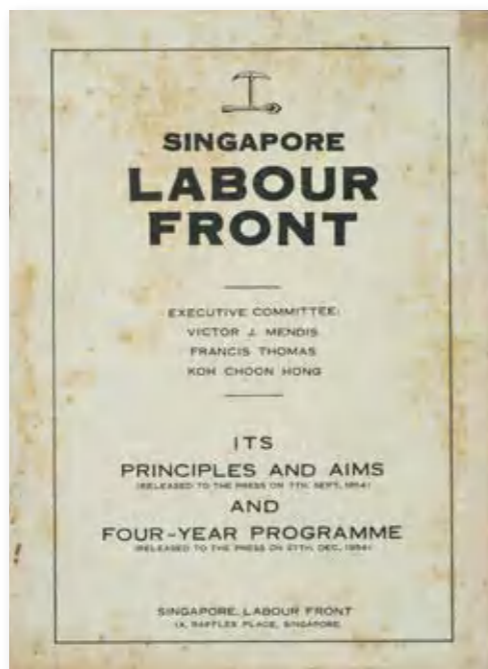 SINGAPORE
LABOUR
FRONT
EXECUTIVE COMMITTEE:
VICTOR J. MENDIS
FRANCIS THOMAS
KOH CHOON HONG
ITS
PRINCIPLES AND AIMS
(RELEASED TO THE PRESS ON 7TH. SEPT, 1954)
AND
FOUR-YEAR PROGRAMME
(RELEASED TO THE PRESS ON 27TH. DEC, 1954)
SINGAPORE LABOUR FRONT
1A, RAFFLES PLACE, SINGAPORE.